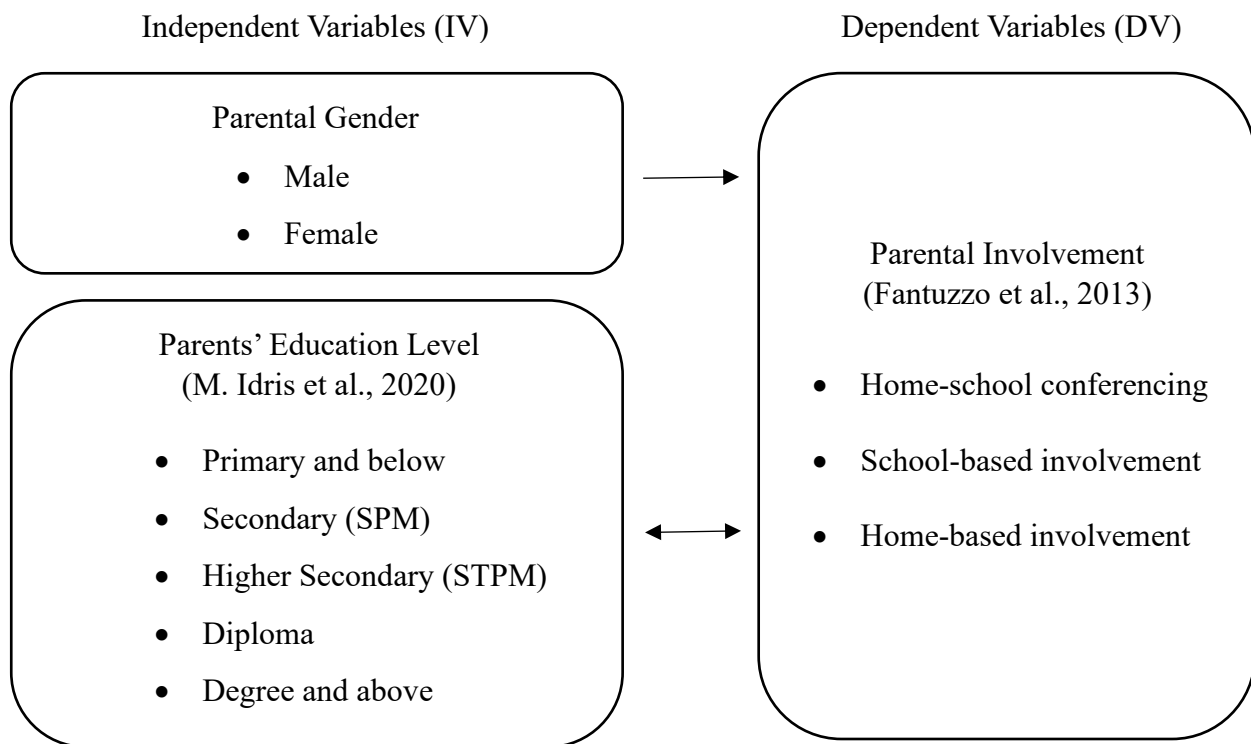 Independent Variables (IV)
Dependent Variables (DV)
Parental Gender
• Male
• Female
Parents’ Education Level
(M. Idris et al., 2020)
• Primary and below
• Secondary (SPM)
• Higher Secondary (STPM)
• Diploma
• Degree and above
Parental Involvement
(Fantuzzo et al., 2013)
• Home-school conferencing
• School-based involvement
• Home-based involvement